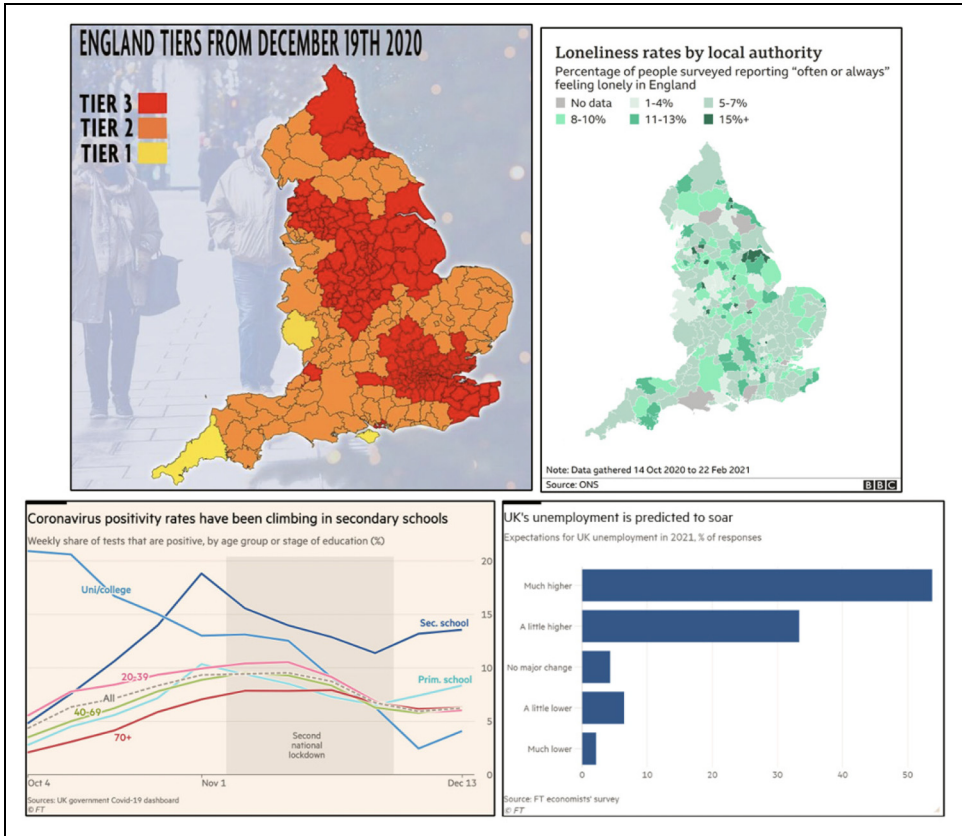 ENGLAND TIERS FROM DECEMBER 19TH 2020
TIER 3
TIER 2
TIER 1
Loneliness rates by local authority
Percentage of people surveyed reporting "often or always"
feeling lonely in England
No data 1-4% 5-7%
8-10% 11-13% 15%+
Note: Data gathered 14 Oct 2020 to 22 Feb 2021
Source: ONS
BBC
Coronavirus positivity rates have been climbing in secondary schools
Weekly share of tests that are positive, by age group or stage of education (%)
20
Uni/college
15
Sec. school
10
20-39
Prim. school
All
40-69
5
70+
Second
national
lockdown
0
Oct 4 Nov 1 Dec 13
Sources: UK government Covid-19 dashboard
© FT
UK's unemployment is predicted to soar
Expectations for UK unemployment in 2021, % of responses
Much higher
A little higher
No major change
A little lower
Much lower
0 10 20 30 40 50
Source: FT economists' survey
© FT